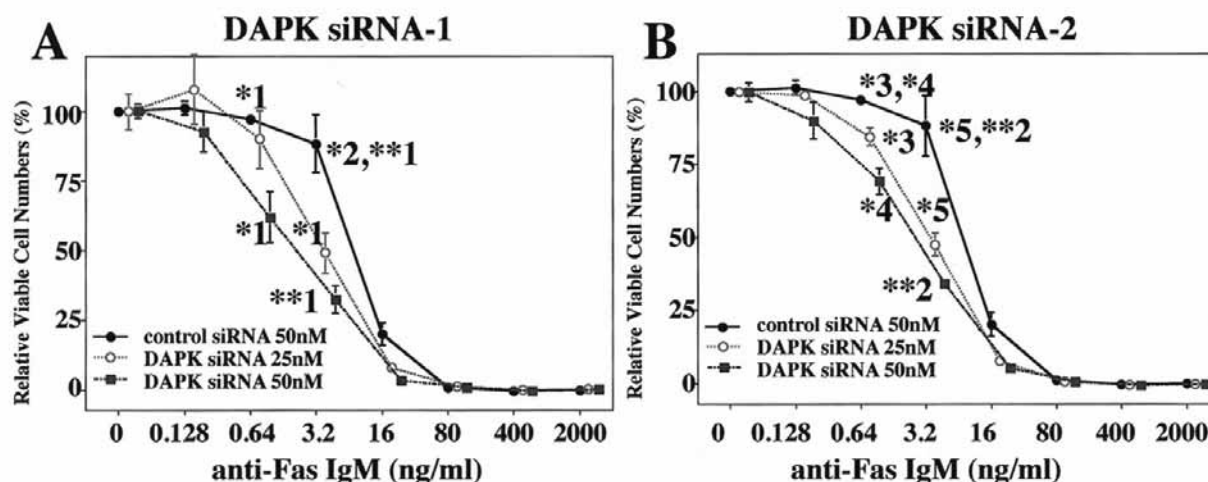 A
DAPK siRNA-1
Relative Viable Cell Numbers (%)
100
75
50
25
0
*1
*2,**1
*1
*1
**1
control siRNA 50nM
DAPK siRNA 25nM
DAPK siRNA 50nM
0 0.128 0.64 3.2 16 80 400 2000
anti-Fas IgM (ng/ml)
B
DAPK siRNA-2
Relative Viable Cell Numbers (%)
100
75
50
25
0
*3,*4
*5,**2
*3
*4
*5
**2
control siRNA 50nM
DAPK siRNA 25nM
DAPK siRNA 50nM
0 0.128 0.64 3.2 16 80 400 2000
anti-Fas IgM (ng/ml)